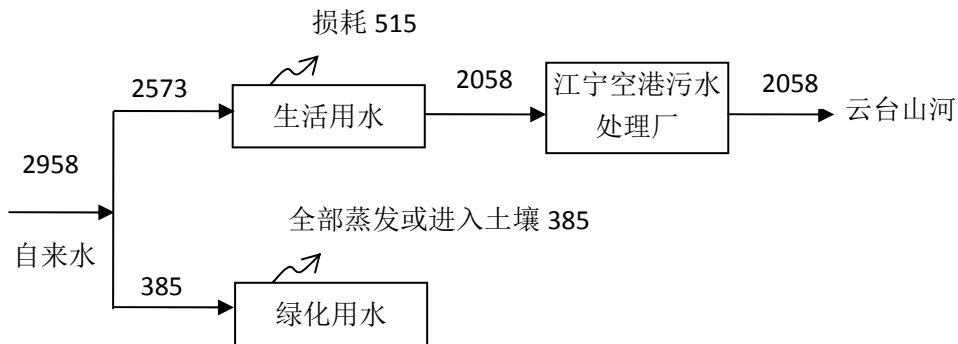 损耗 515
2573
生活用水
2058
江宁空港污水
处理厂
2058
云台山河
2958
自来水
全部蒸发或进入土壤 385
385
绿化用水